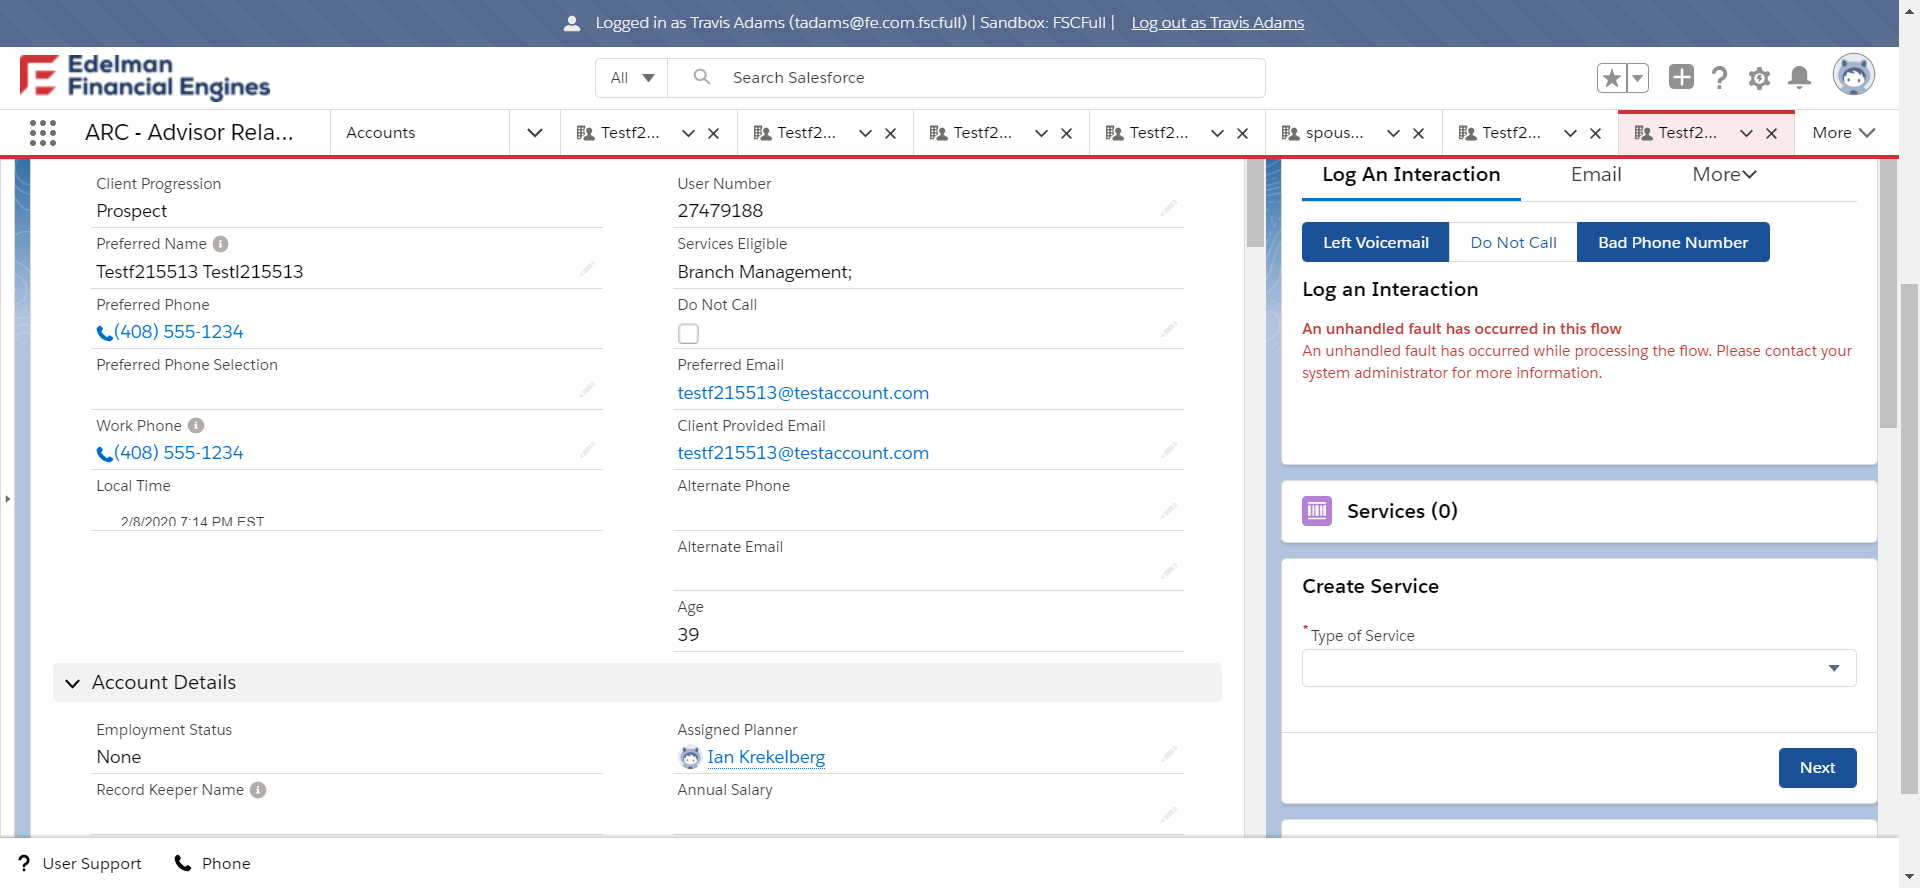 Logged in as Travis Adams (tadams@fe.com.fscfull) | Sandbox: FSCFull | Log out as Travis Adams
Edelman
Financial Engines
All
Search Salesforce
ARC - Advisor Rela...
Accounts
Testf2...
Testf2...
Testf2...
Testf2...
spous...
Testf2...
Testf2...
More
Client Progression
Prospect
Preferred Name
Testf215513 Testl215513
Preferred Phone
(408) 555-1234
Preferred Phone Selection
Work Phone
(408) 555-1234
Local Time
2/8/2020 7:14 PM EST
User Number
27479188
Services Eligible
Branch Management;
Do Not Call
Preferred Email
testf215513@testaccount.com
Client Provided Email
testf215513@testaccount.com
Alternate Phone
Alternate Email
Age
39
Account Details
Employment Status
None
Record Keeper Name
Assigned Planner
Ian Krekelberg
Annual Salary
Log An Interaction
Email
More
Left Voicemail
Do Not Call
Bad Phone Number
Log an Interaction
An unhandled fault has occurred in this flow
An unhandled fault has occurred while processing the flow. Please contact your
system administrator for more information.
Services (0)
Create Service
* Type of Service
Next
? User Support
Phone